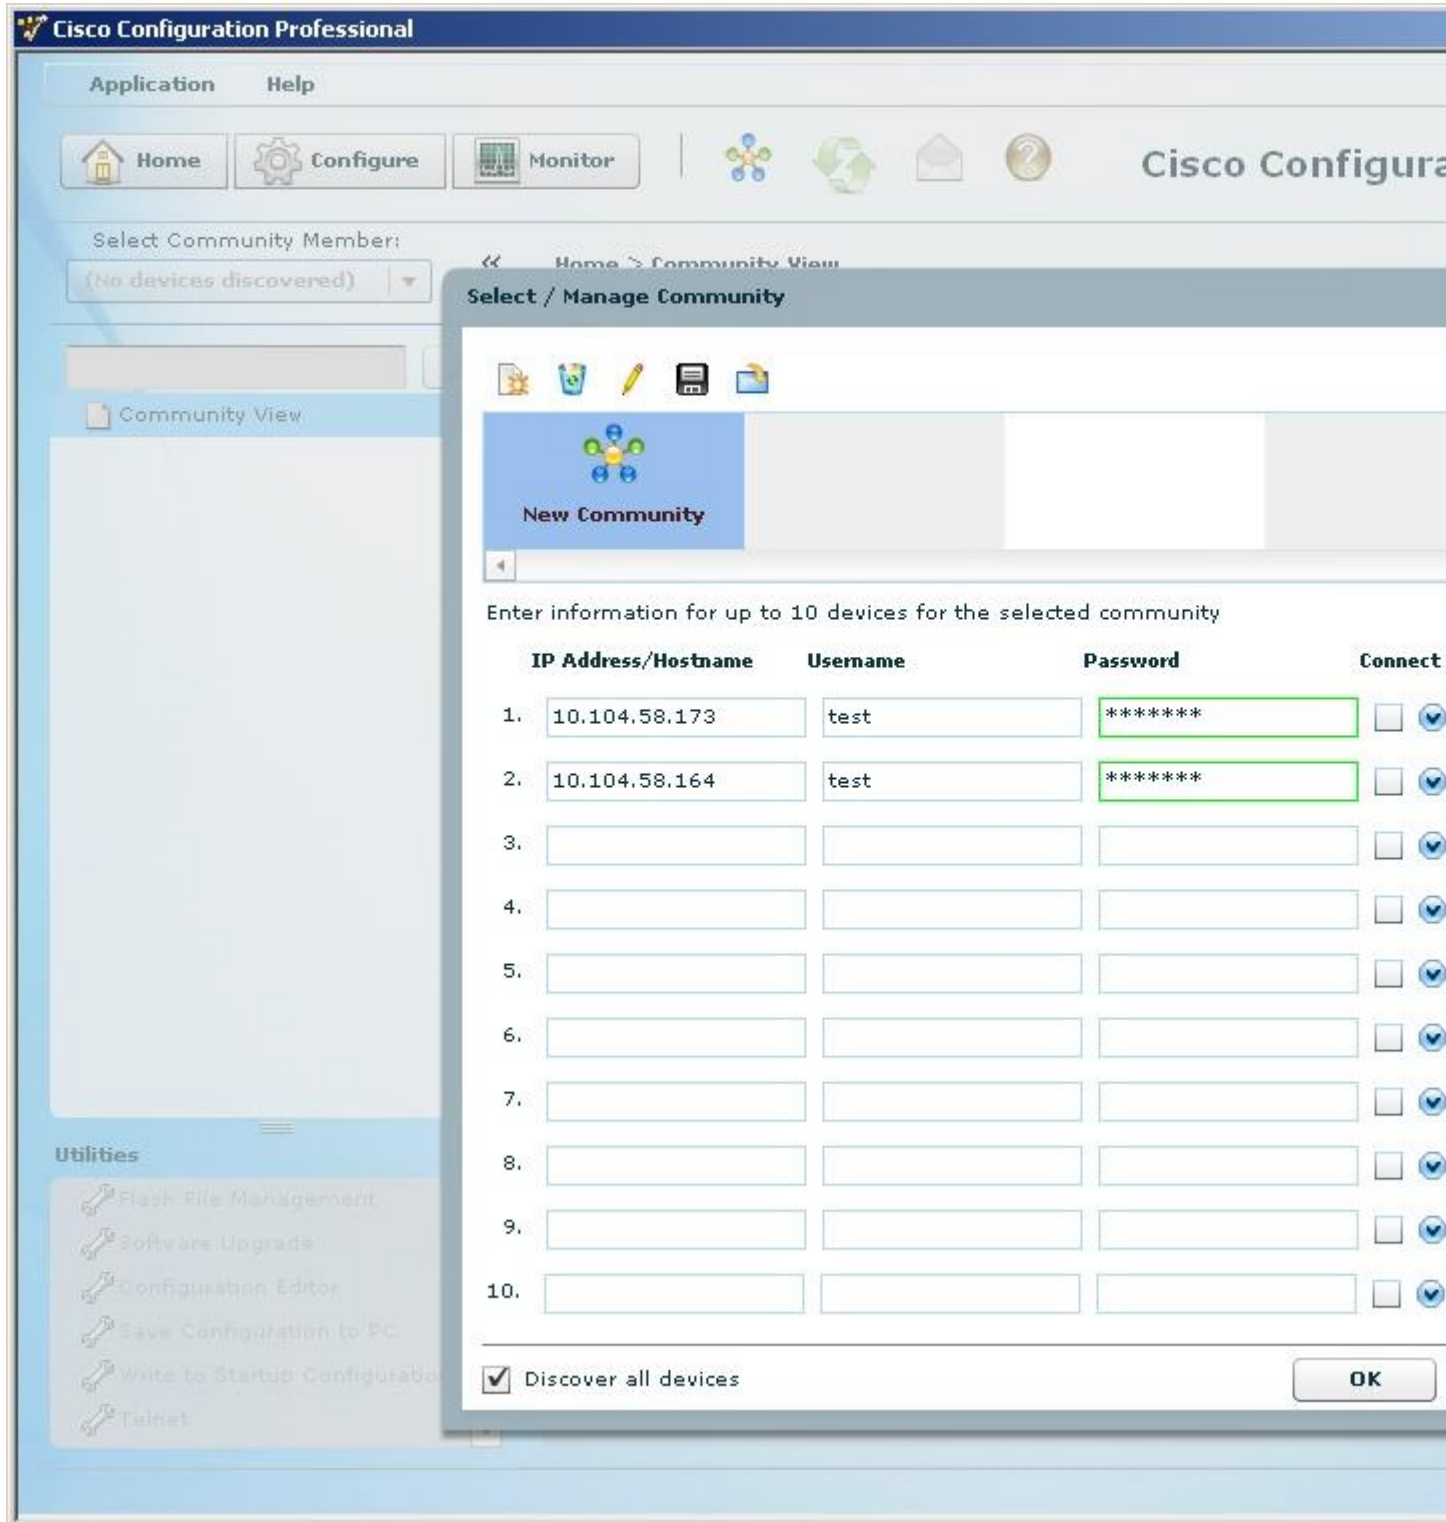 Cisco Configuration Professional
Application Help
Home Configure Monitor Cisco Configura
Select Community Member:
(No devices discovered)
« Home > Community View
Select / Manage Community
Community View
New Community
Enter information for up to 10 devices for the selected community
IP Address/Hostname Username Password Connect
1. 10.104.58.173 test *******
2. 10.104.58.164 test *******
3.
4.
5.
6.
7.
8.
9.
10.
Utilities
Flash File Management
Software Upgrade
Configuration Editor
Save Configuration to PC
Write to Startup Configuratio
Telnet
Discover all devices
OK